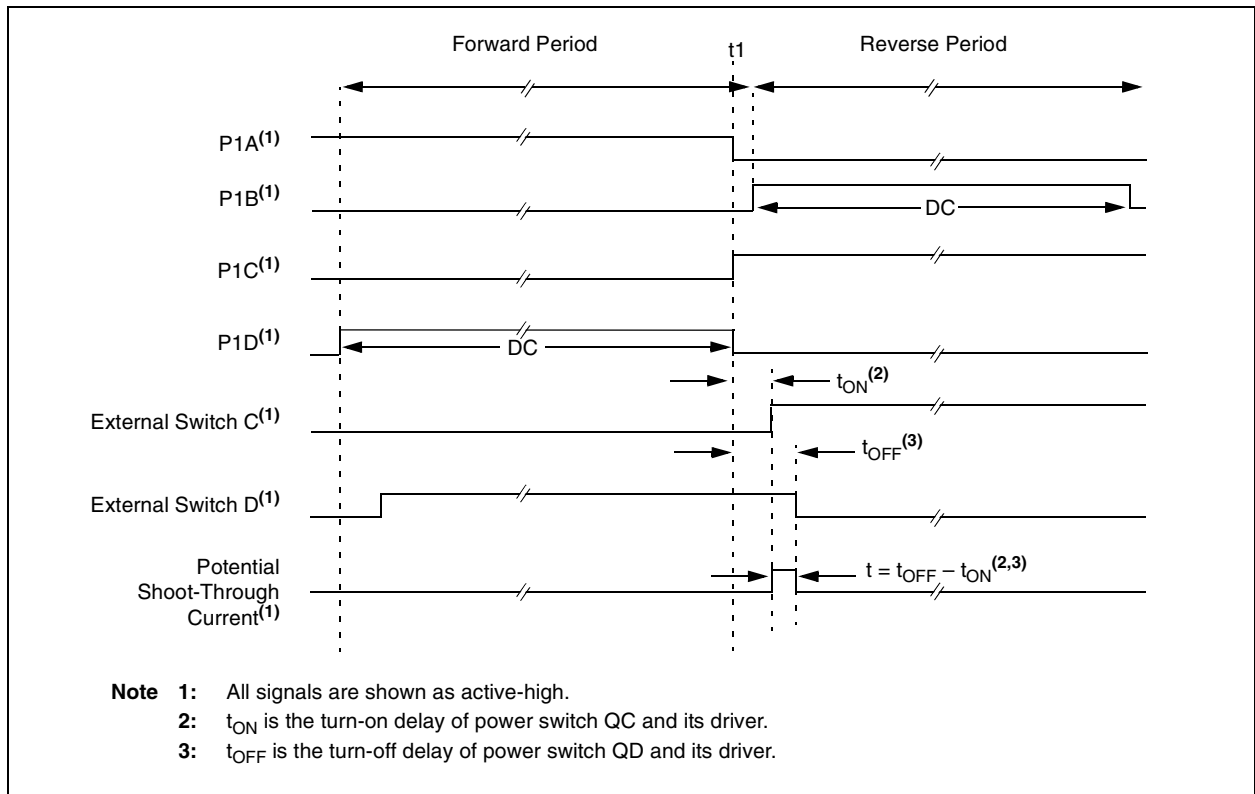 Forward Period
t1
Reverse Period
P1A(1)
P1B(1)
DC
P1C(1)
P1D(1)
DC
tON(2)
External Switch C(1)
tOFF(3)
External Switch D(1)
Potential
Shoot-Through
Current(1)
t = tOFF – tON(2,3)
Note 1: All signals are shown as active-high.
2: tON is the turn-on delay of power switch QC and its driver.
3: tOFF is the turn-off delay of power switch QD and its driver.